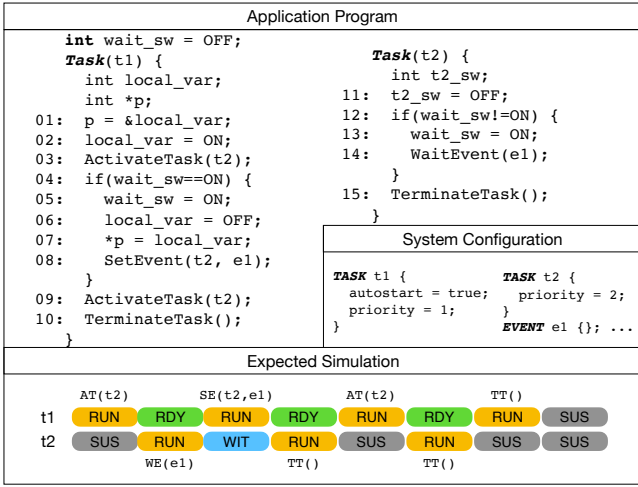 Application Program
int wait_sw = OFF;
Task(t1) {
int local_var;
int *p;
01: p = &local_var;
02: local_var = ON;
03: ActivateTask(t2);
04: if(wait_sw==ON) {
05: wait_sw = ON;
06: local_var = OFF;
07: *p = local_var;
08: SetEvent(t2, e1);
}
09: ActivateTask(t2);
10: TerminateTask();
}
Task(t2) {
int t2_sw;
11: t2_sw = OFF;
12: if(wait_sw!=ON) {
13: wait_sw = ON;
14: WaitEvent(e1);
}
15: TerminateTask();
}
System Configuration
TASK t1 {
autostart = true;
priority = 1;
}
TASK t2 {
priority = 2;
}
EVENT e1 {}; ...
Expected Simulation
AT(t2) SE(t2,e1) AT(t2) TT()
t1 RUN RDY RUN RDY RUN RDY RUN SUS
t2 SUS RUN WIT RUN SUS RUN SUS SUS
WE(e1) TT() TT()